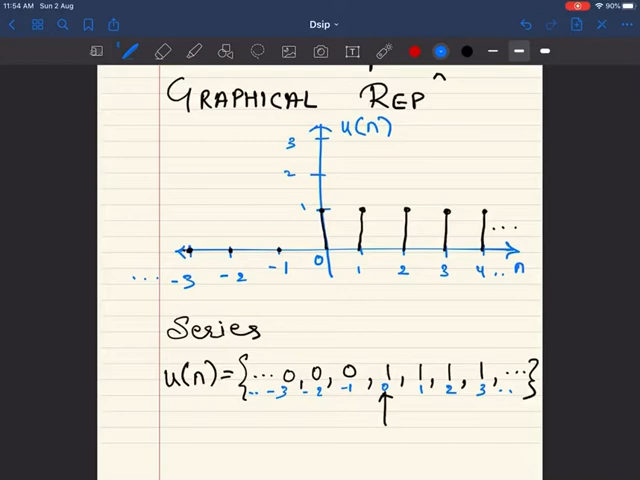 11:54 AM Sun 2 Aug
90%
Dsip
GRAPHICAL REPⁿ
u(n)
3
2
1
0
... -3 -2 -1 1 2 3 4 .. n
...
Series
u(n) = {... 0, 0, 0, 1, 1, 1, 1, ...}
.. -3 -2 -1 0 1 2 3 ..